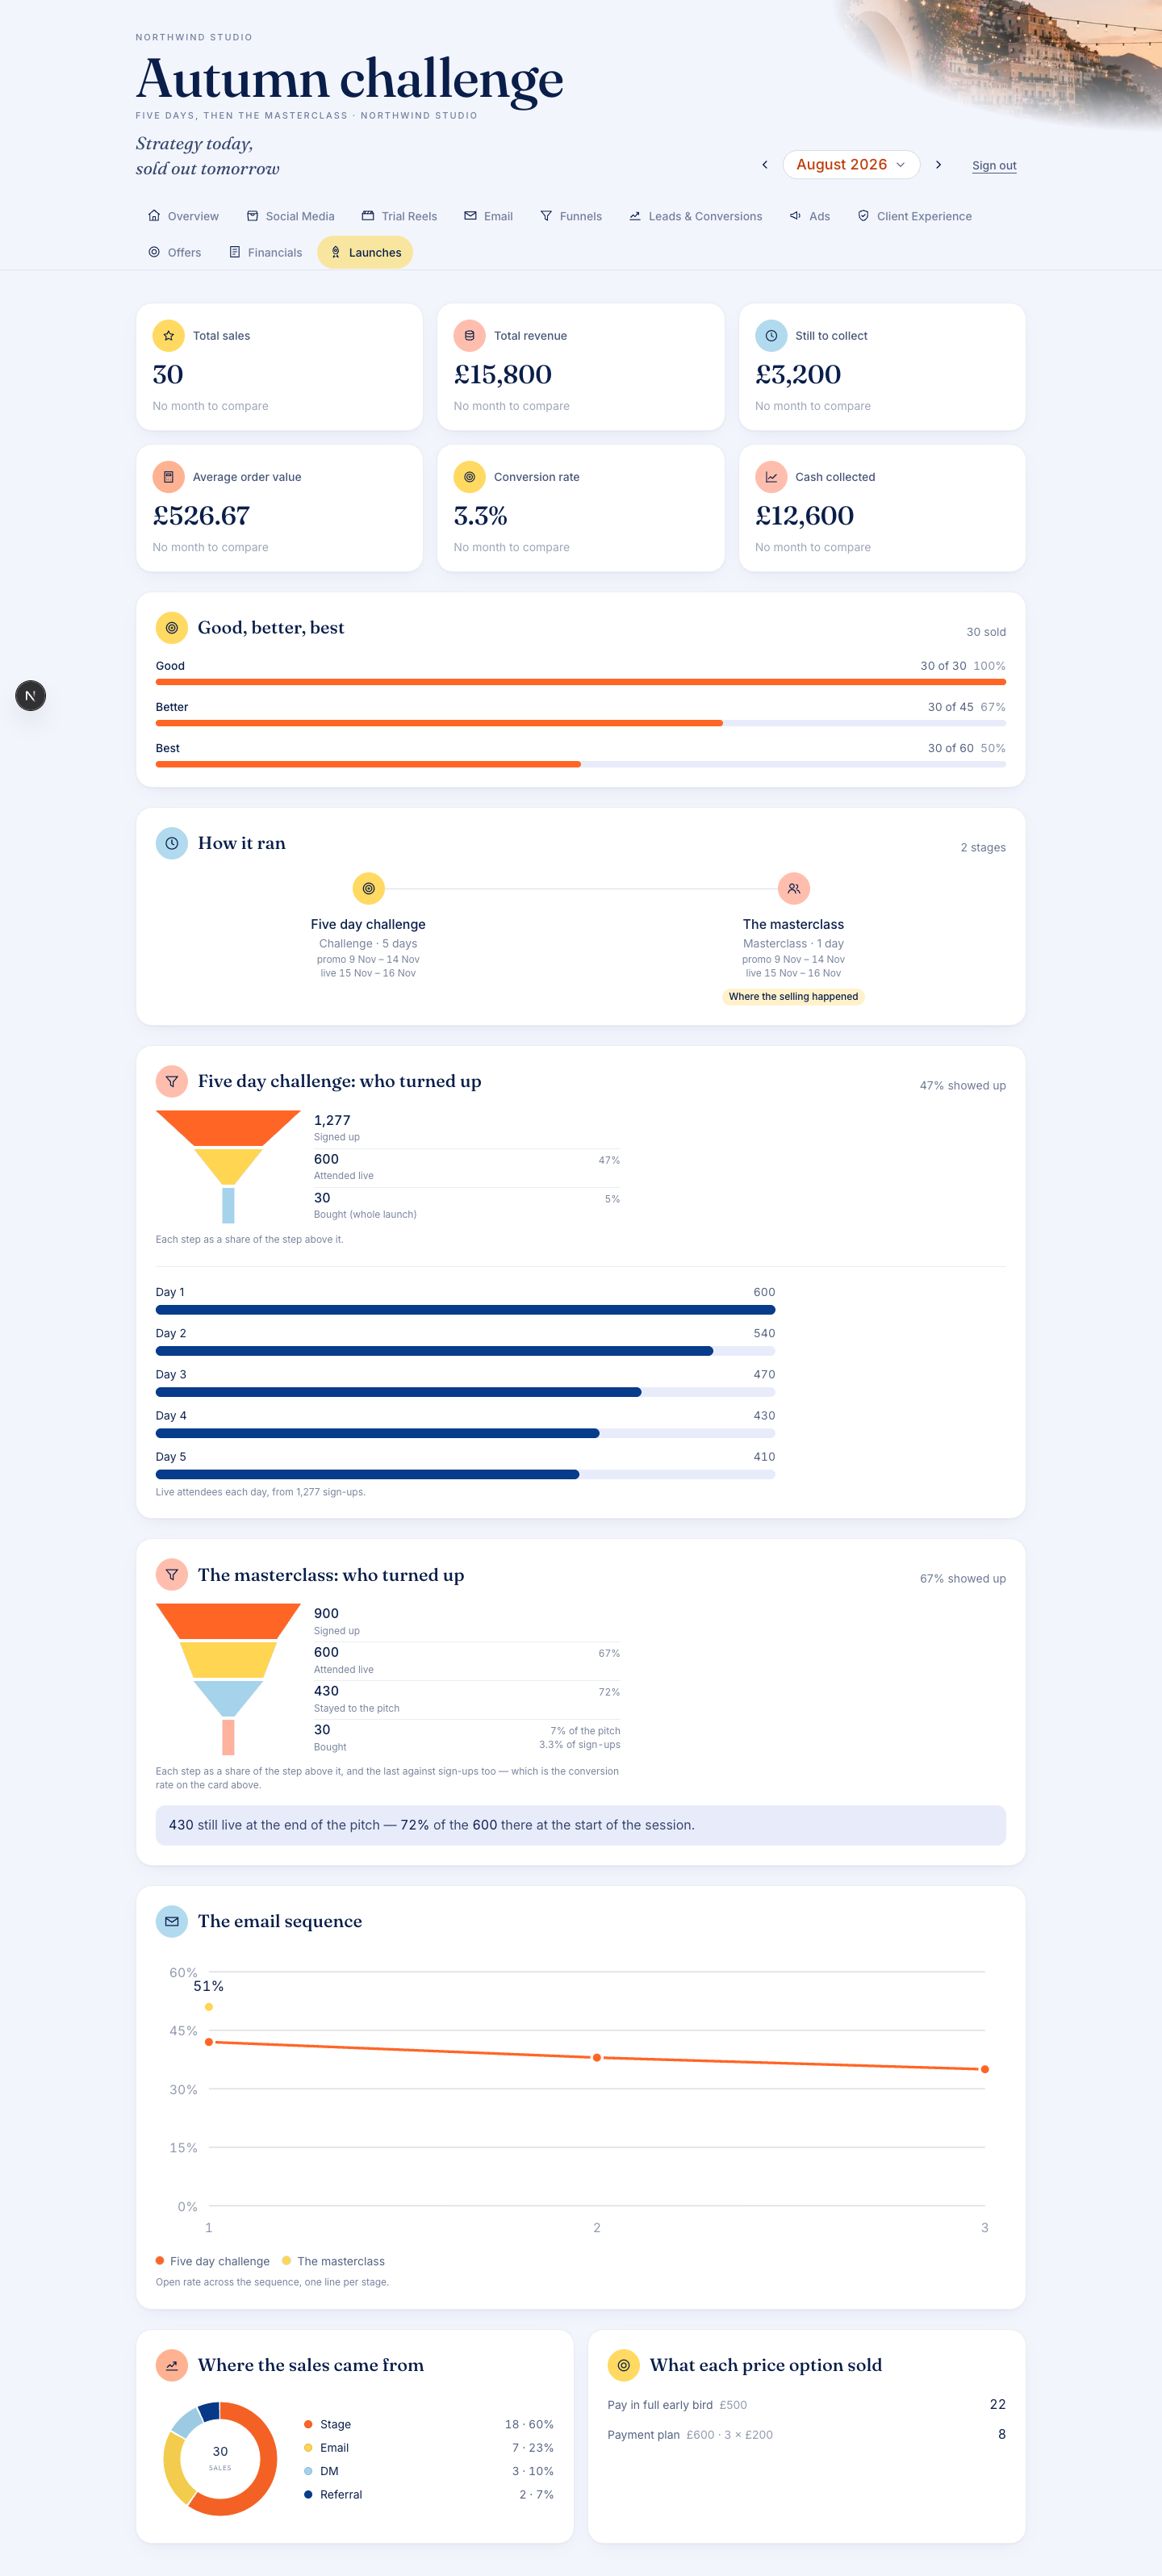 NORTHWIND STUDIO
Autumn challenge
FIVE DAYS, THEN THE MASTERCLASS · NORTHWIND STUDIO
Strategy today,
sold out tomorrow
August 2026
Sign out
Overview
Social Media
Trial Reels
Email
Funnels
Leads & Conversions
Ads
Client Experience
Offers
Financials
Launches
Total sales
30
No month to compare
Total revenue
£15,800
No month to compare
Still to collect
£3,200
No month to compare
Average order value
£526.67
No month to compare
Conversion rate
3.3%
No month to compare
Cash collected
£12,600
No month to compare
Good, better, best
30 sold
Good
30 of 30 100%
Better
30 of 45 67%
Best
30 of 60 50%
N
How it ran
2 stages
Five day challenge
Challenge · 5 days
promo 9 Nov – 14 Nov
live 15 Nov – 16 Nov
The masterclass
Masterclass · 1 day
promo 9 Nov – 14 Nov
live 15 Nov – 16 Nov
Where the selling happened
Five day challenge: who turned up
47% showed up
1,277
Signed up
600
47%
Attended live
30
5%
Bought (whole launch)
Each step as a share of the step above it.
Day 1
600
Day 2
540
Day 3
470
Day 4
430
Day 5
410
Live attendees each day, from 1,277 sign-ups.
The masterclass: who turned up
67% showed up
900
Signed up
600
67%
Attended live
430
72%
Stayed to the pitch
30
7% of the pitch
Bought
3.3% of sign-ups
Each step as a share of the step above it, and the last against sign-ups too — which is the conversion
rate on the card above.
430 still live at the end of the pitch — 72% of the 600 there at the start of the session.
The email sequence
60%
51%
45%
30%
15%
0%
1
2
3
Five day challenge
The masterclass
Open rate across the sequence, one line per stage.
Where the sales came from
30
SALES
Stage
18 · 60%
Email
7 · 23%
DM
3 · 10%
Referral
2 · 7%
What each price option sold
Pay in full early bird £500
22
Payment plan £600 · 3 × £200
8